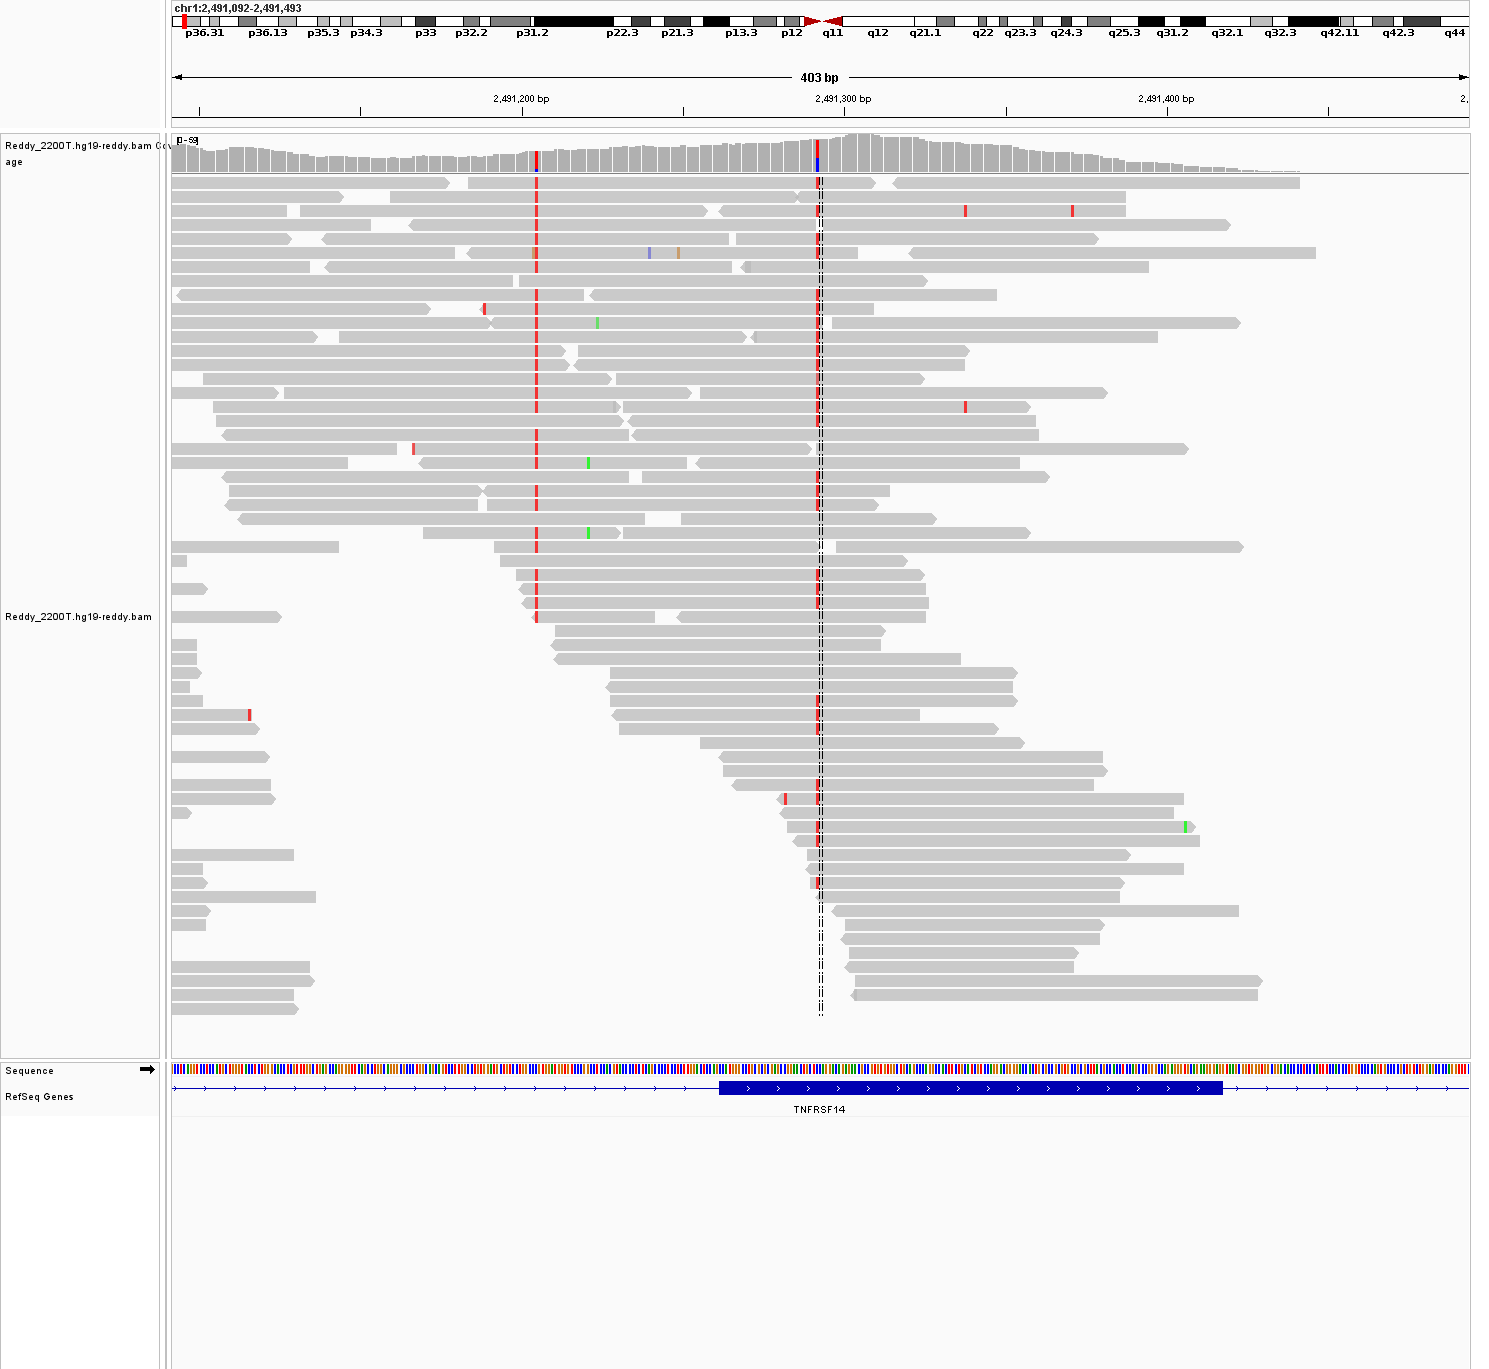 chr1:2,491,092-2,491,493
p36.31 p36.13 p35.3 p34.3 p33 p32.2 p31.2 p22.3 p21.3 p13.3 p12 q11 q12 q21.1 q22 q23.3 q24.3 q25.3 q31.2 q32.1 q32.3 q42.11 q42.3 q44
403 bp
2,491,200 bp 2,491,300 bp 2,491,400 bp 2,
[0-59]
Reddy_2200T.hg19-reddy.bam Cov
age
Reddy_2200T.hg19-reddy.bam
Sequence
RefSeq Genes
TNFRSF14